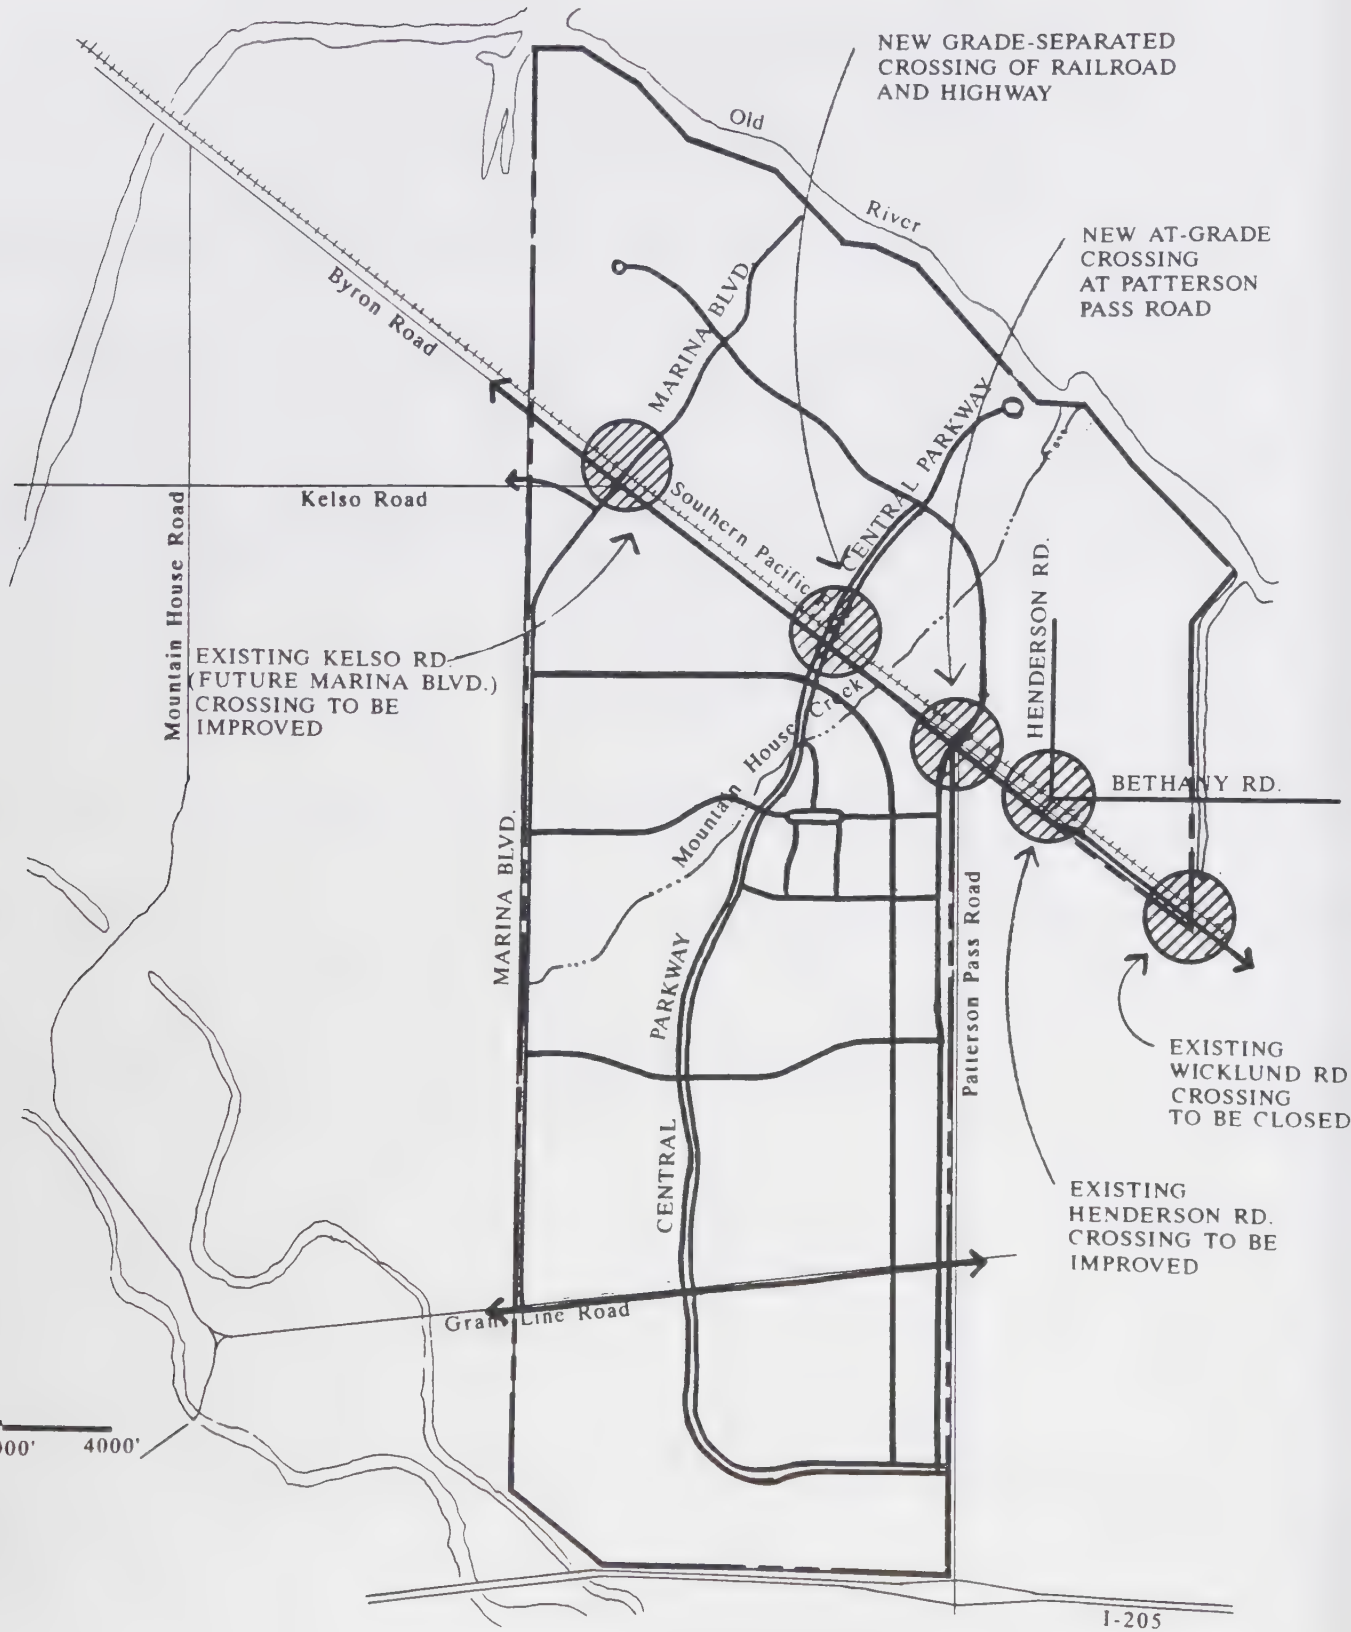 NEW GRADE-SEPARATED
CROSSING OF RAILROAD
AND HIGHWAY
Old
River
NEW AT-GRADE
CROSSING
AT PATTERSON
PASS ROAD
Byron Road
MARINA BLVD.
CENTRAL PARKWAY
Kelso Road
Southern Pacific
Mountain House Road
HENDERSON RD.
EXISTING KELSO RD.
(FUTURE MARINA BLVD.)
CROSSING TO BE
IMPROVED
Mountain House Creek
BETHANY RD.
MARINA BLVD.
Patterson Pass Road
PARKWAY
CENTRAL
EXISTING
WICKLUND RD
CROSSING
TO BE CLOSED
EXISTING
HENDERSON RD.
CROSSING TO BE
IMPROVED
Grant Line Road
4000'
I-205